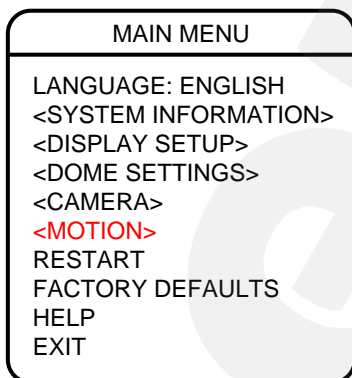 MAIN MENU
LANGUAGE: ENGLISH
<SYSTEM INFORMATION>
<DISPLAY SETUP>
<DOME SETTINGS>
<CAMERA>
<MOTION>
RESTART
FACTORY DEFAULTS
HELP
EXIT